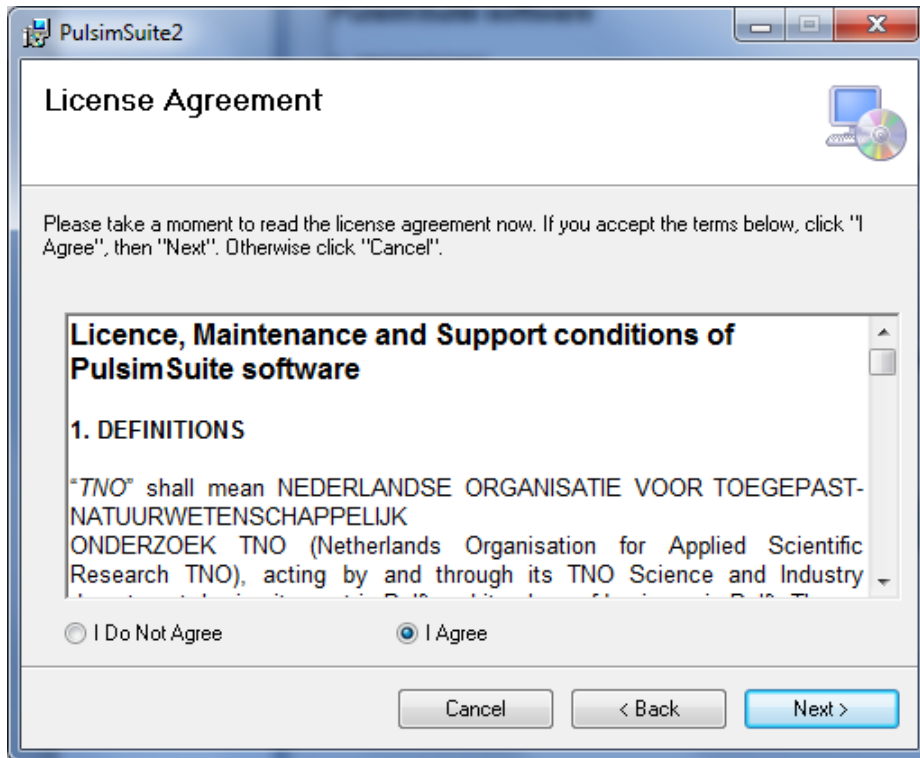 PulsimSuite2
License Agreement
Please take a moment to read the license agreement now. If you accept the terms below, click "I
Agree", then "Next". Otherwise click "Cancel".
Licence, Maintenance and Support conditions of
PulsimSuite software
1. DEFINITIONS
“TNO” shall mean NEDERLANDSE ORGANISATIE VOOR TOEGEPAST-
NATUURWETENSCHAPPELIJK
ONDERZOEK TNO (Netherlands Organisation for Applied Scientific
Research TNO), acting by and through its TNO Science and Industry
I Do Not Agree
I Agree
Cancel
< Back
Next >